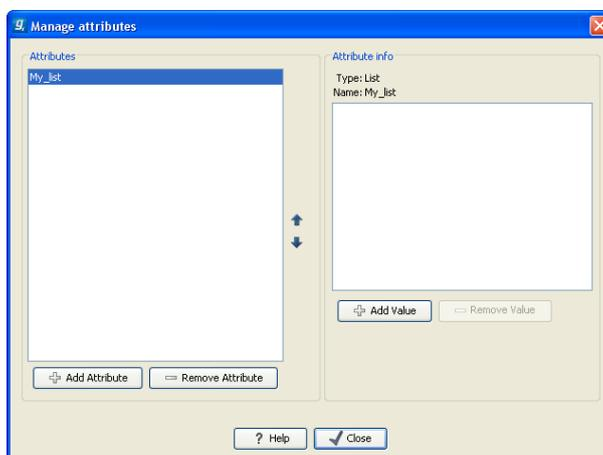 Manage attributes
Attributes
My_list
Add Attribute
Remove Attribute
Attribute info
Type: List
Name: My_list
Add Value
Remove Value
? Help
Close